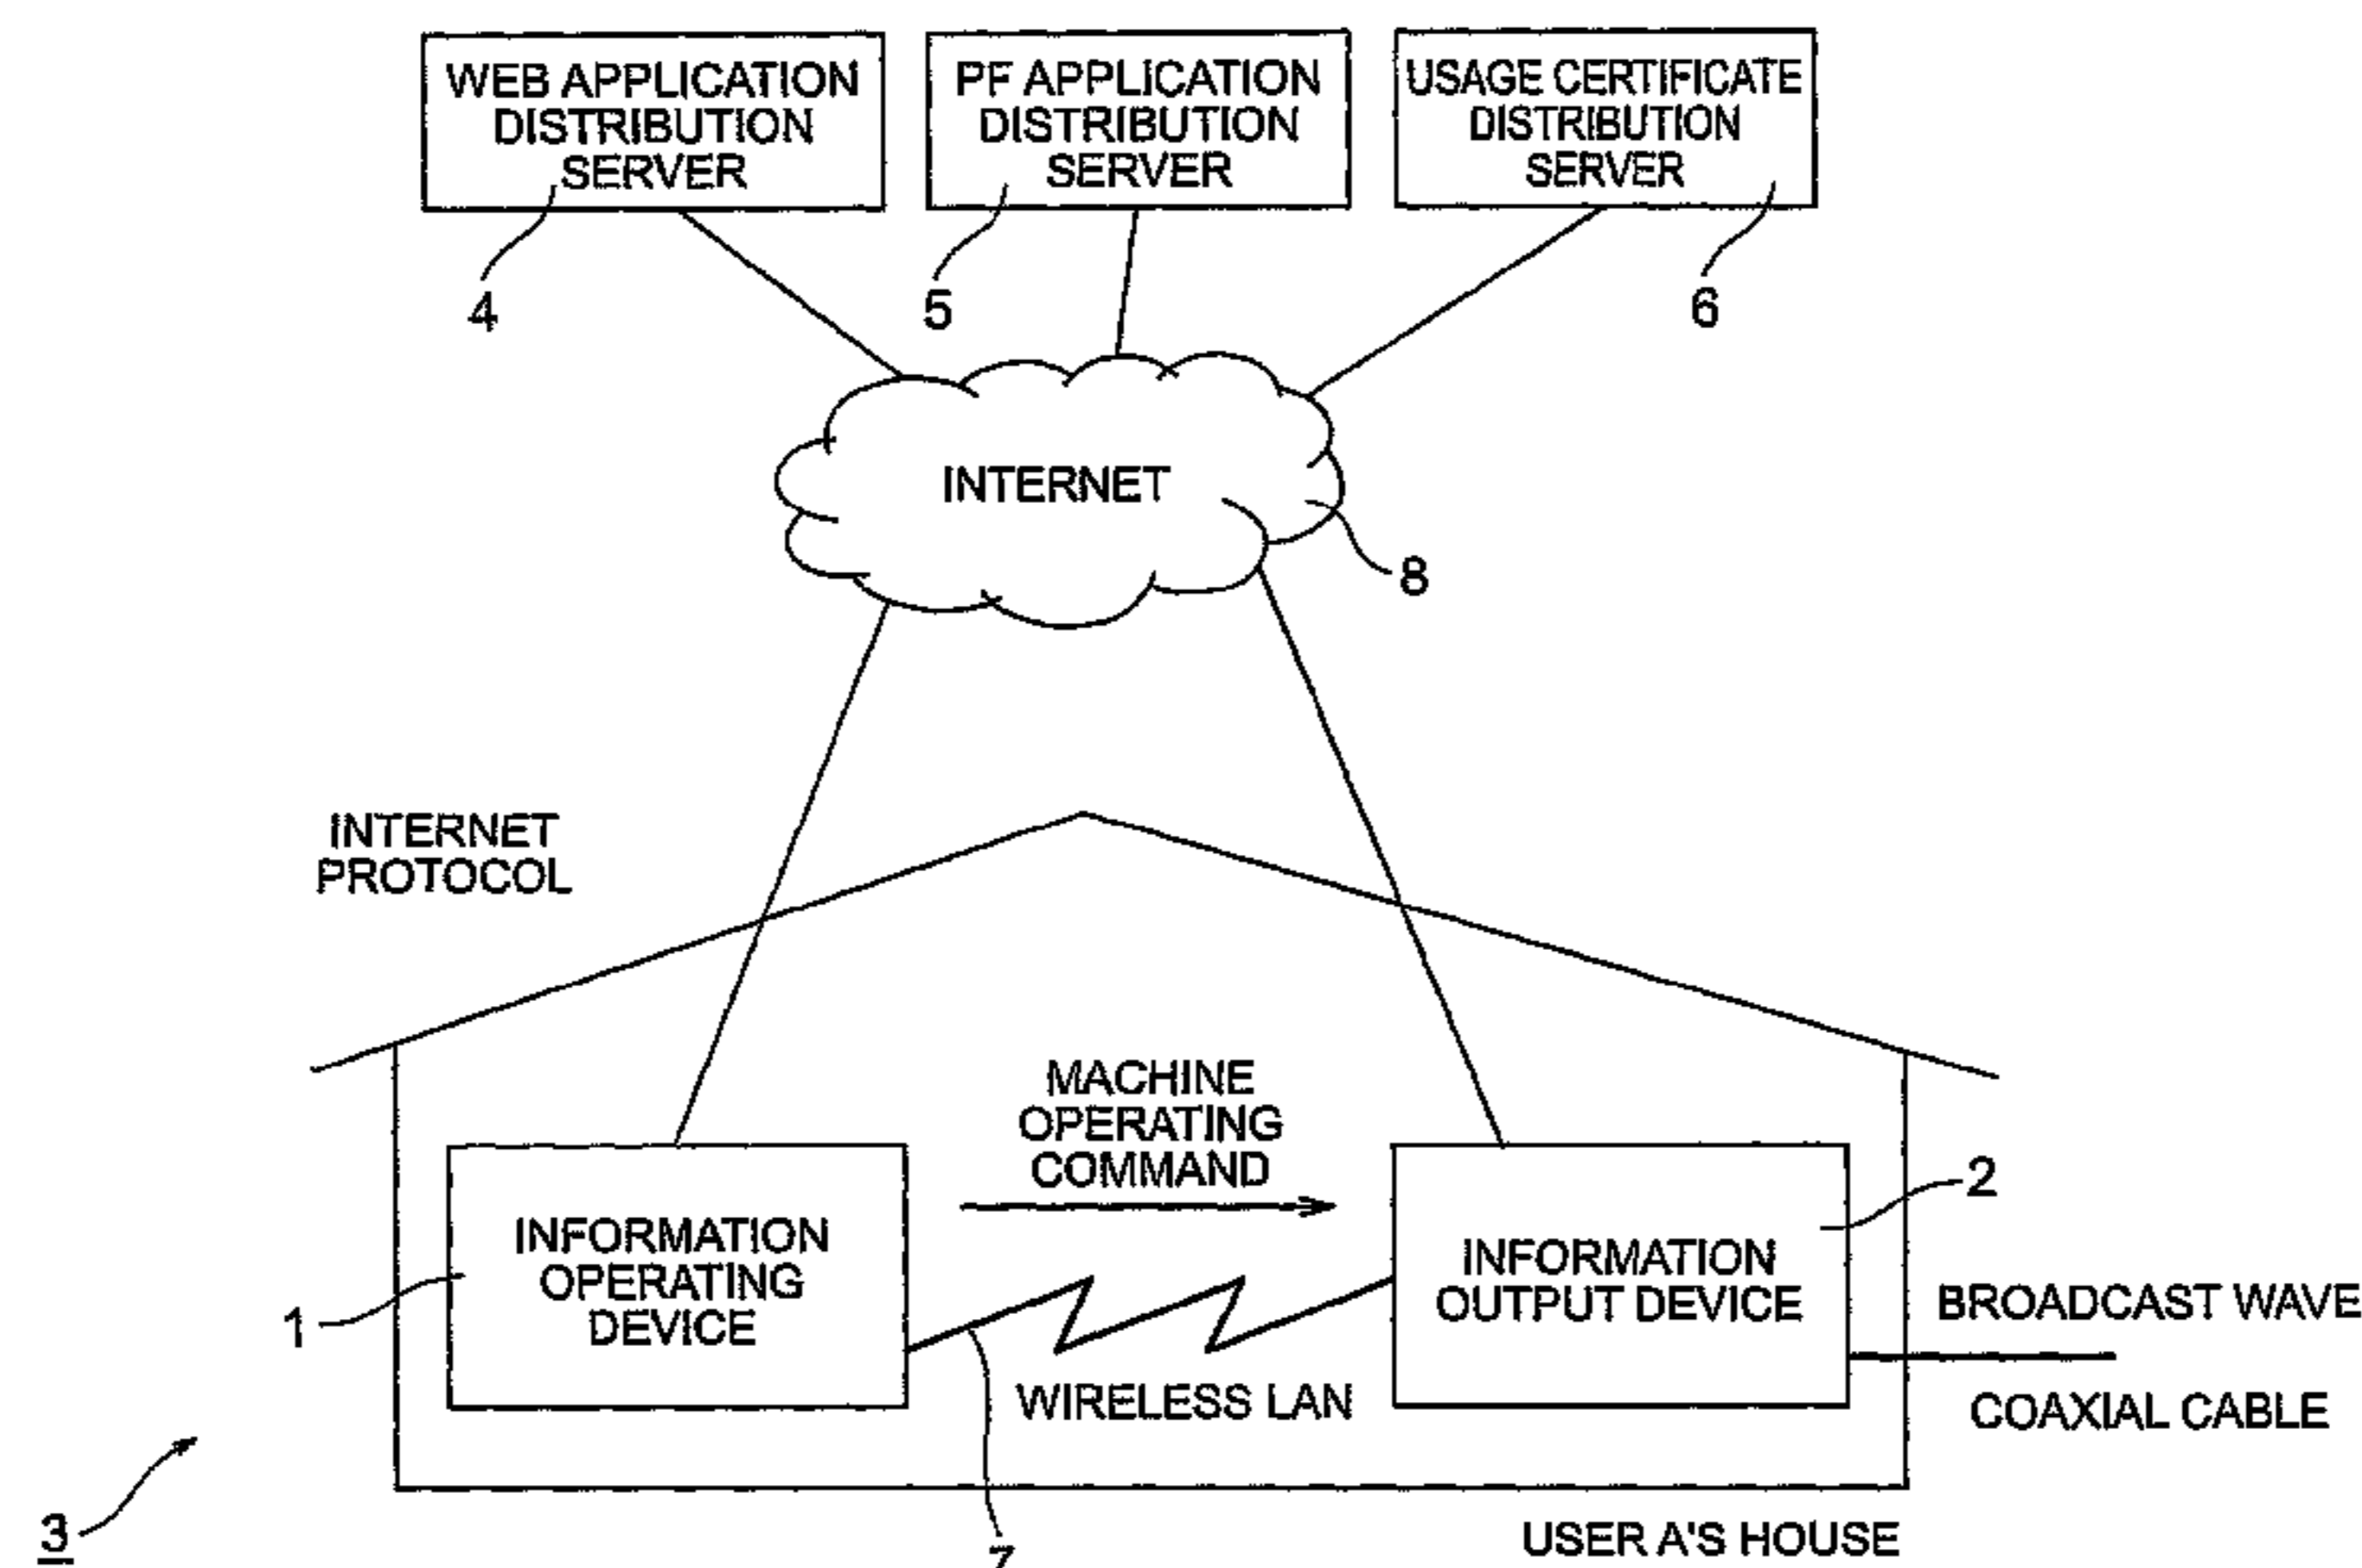 WEB APPLICATION
DISTRIBUTION
SERVER
PF APPLICATION
DISTRIBUTION
SERVER
USAGE CERTIFICATE
DISTRIBUTION
SERVER
4
5
6
INTERNET
8
INTERNET
PROTOCOL
MACHINE
OPERATING
COMMAND
INFORMATION
OPERATING
DEVICE
1
INFORMATION
OUTPUT DEVICE
2
BROADCAST WAVE
COAXIAL CABLE
WIRELESS LAN
3
7
USER A'S HOUSE